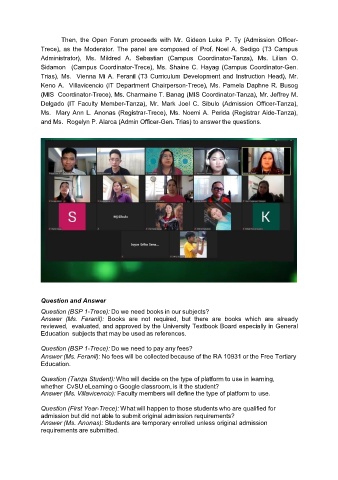 Then, the Open Forum proceeds with Mr. Gideon Luke P. Ty (Admission Officer-
Trece), as the Moderator. The panel are composed of Prof. Noel A. Sedigo (T3 Campus
Administrator), Ms. Mildred A. Sebastian (Campus Coordinator-Tanza), Ms. Lilian O.
Sidamon (Campus Coordinator-Trece), Ms. Shaine C. Hayag (Campus Coordinator-Gen.
Trias), Ms. Vienna Mi A. Feranil (T3 Curriculum Development and Instruction Head), Mr.
Keno A. Villavicencio (IT Department Chairperson-Trece), Ms. Pamela Daphne R. Busog
(MIS Coordinator-Trece), Ms. Charmaine T. Banag (MIS Coordinator-Tanza), Mr. Jeffrey M.
Delgado (IT Faculty Member-Tanza), Mr. Mark Joel C. Sibulo (Admission Officer-Tanza),
Ms. Mary Ann L. Anonas (Registrar-Trece), Ms. Noemi A. Perida (Registrar Aide-Tanza),
and Ms. Rogelyn P. Alarca (Admin Officer-Gen. Trias) to answer the questions.
S
K
Question and Answer
Question (BSP 1-Trece): Do we need books in our subjects?
Answer (Ms. Feranil): Books are not required, but there are books which are already
reviewed, evaluated, and approved by the University Textbook Board especially in General
Education subjects that may be used as references.
Question (BSP 1-Trece): Do we need to pay any fees?
Answer (Ms. Feranil): No fees will be collected because of the RA 10931 or the Free Tertiary
Education.
Question (Tanza Student): Who will decide on the type of platform to use in learning,
whether CvSU eLearning o Google classroom, is it the student?
Answer (Ms. Villavicencio): Faculty members will define the type of platform to use.
Question (First Year-Trece): What will happen to those students who are qualified for
admission but did not able to submit original admission requirements?
Answer (Ms. Anonas): Students are temporary enrolled unless original admission
requirements are submitted.